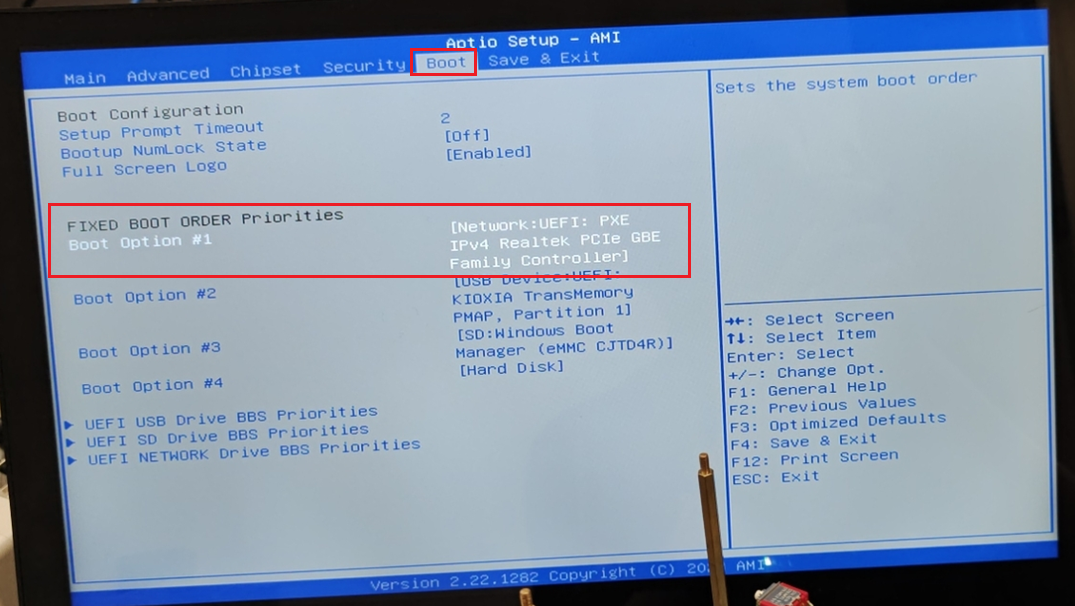 Aptio Setup - AMI
Main Advanced Chipset Security Boot Save & Exit
Boot Configuration
Setup Prompt Timeout 2
Bootup NumLock State [Off]
Full Screen Logo [Enabled]
FIXED BOOT ORDER Priorities
Boot Option #1 [Network:UEFI: PXE
IPv4 Realtek PCIe GBE
Family Controller]
Boot Option #2 [USB Device:UEFI:
KIOXIA TransMemory
PMAP, Partition 1]
Boot Option #3 [SD:Windows Boot
Manager (eMMC CJTD4R)]
Boot Option #4 [Hard Disk]
UEFI USB Drive BBS Priorities
UEFI SD Drive BBS Priorities
UEFI NETWORK Drive BBS Priorities
Sets the system boot order
→←: Select Screen
↑↓: Select Item
Enter: Select
+/-: Change Opt.
F1: General Help
F2: Previous Values
F3: Optimized Defaults
F4: Save & Exit
F12: Print Screen
ESC: Exit
Version 2.22.1282 Copyright (C) AMI